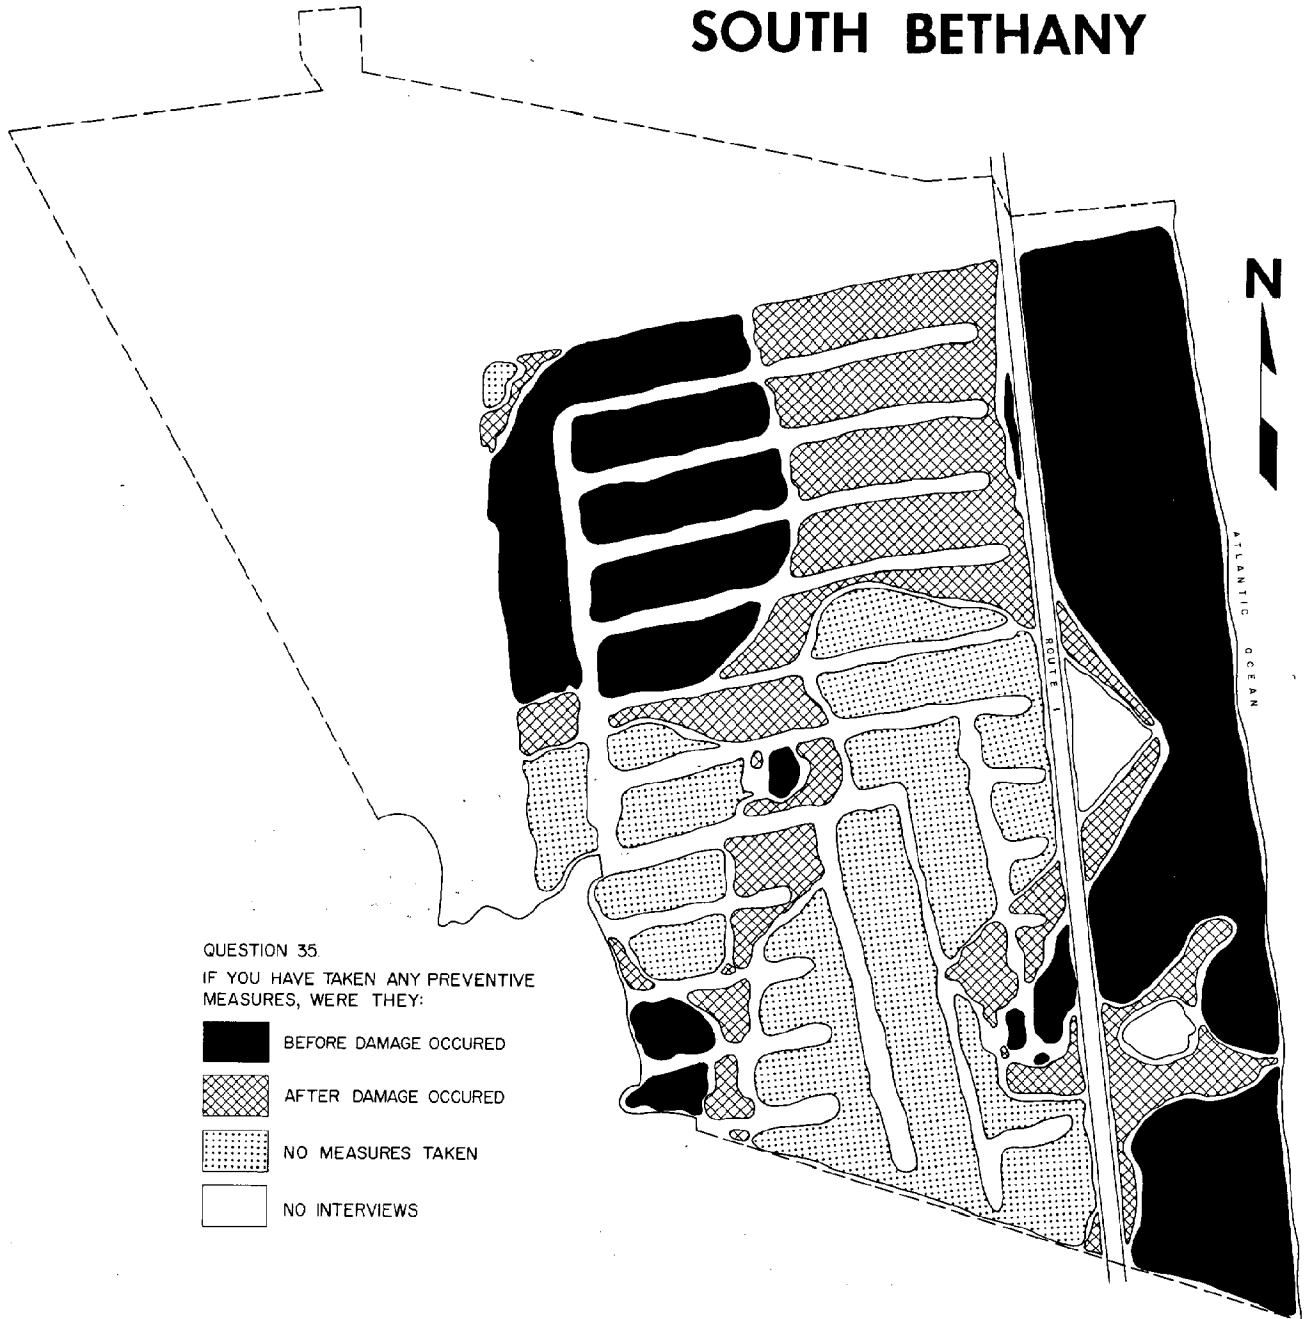 SOUTH BETHANY
N
ATLANTIC OCEAN
ROUTE 1
QUESTION 35.
IF YOU HAVE TAKEN ANY PREVENTIVE
MEASURES, WERE THEY:
BEFORE DAMAGE OCCURED
AFTER DAMAGE OCCURED
NO MEASURES TAKEN
NO INTERVIEWS